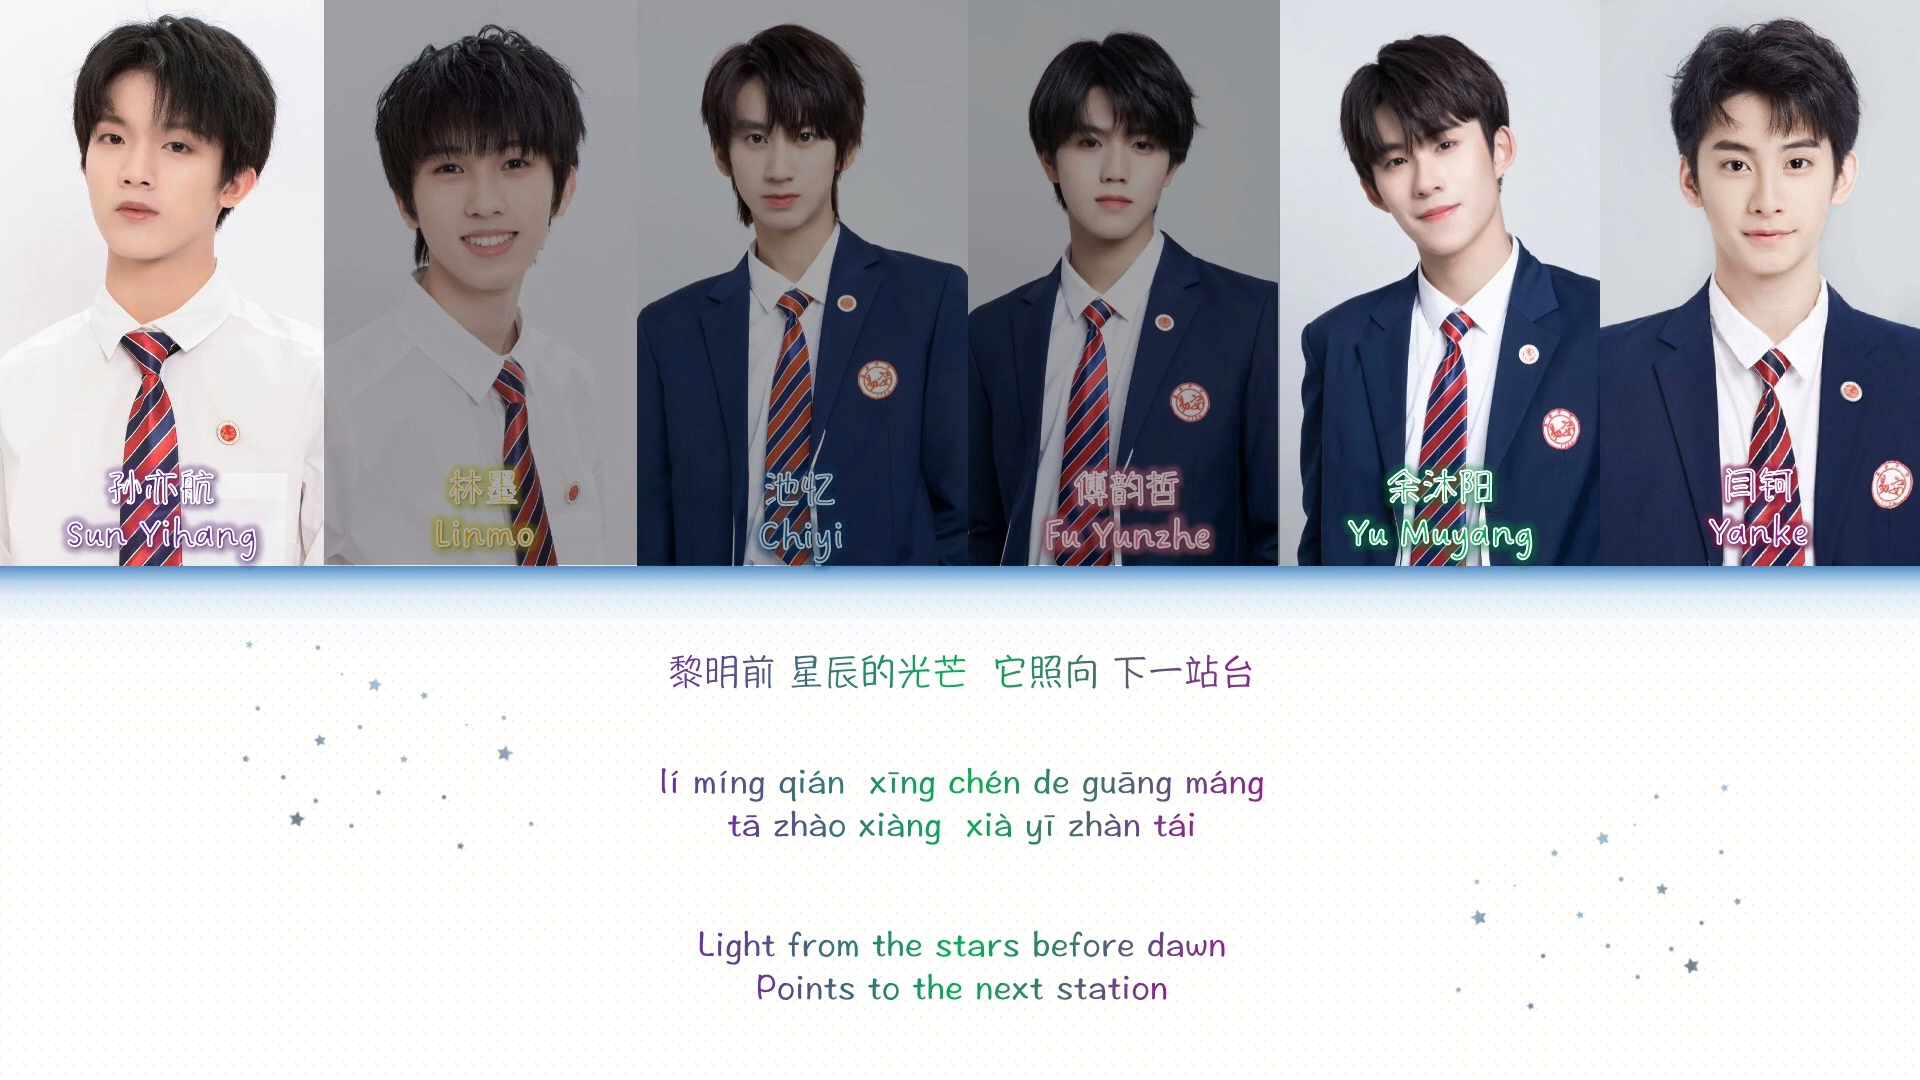 孙亦航
Sun Yihang
林墨
Linmo
池忆
Chiyi
傅韵哲
Fu Yunzhe
余沐阳
Yu Muyang
闫钶
Yanke
黎明前 星辰的光芒 它照向 下一站台
lí míng qián xīng chén de guāng máng
tā zhào xiàng xià yī zhàn tái
Light from the stars before dawn
Points to the next station